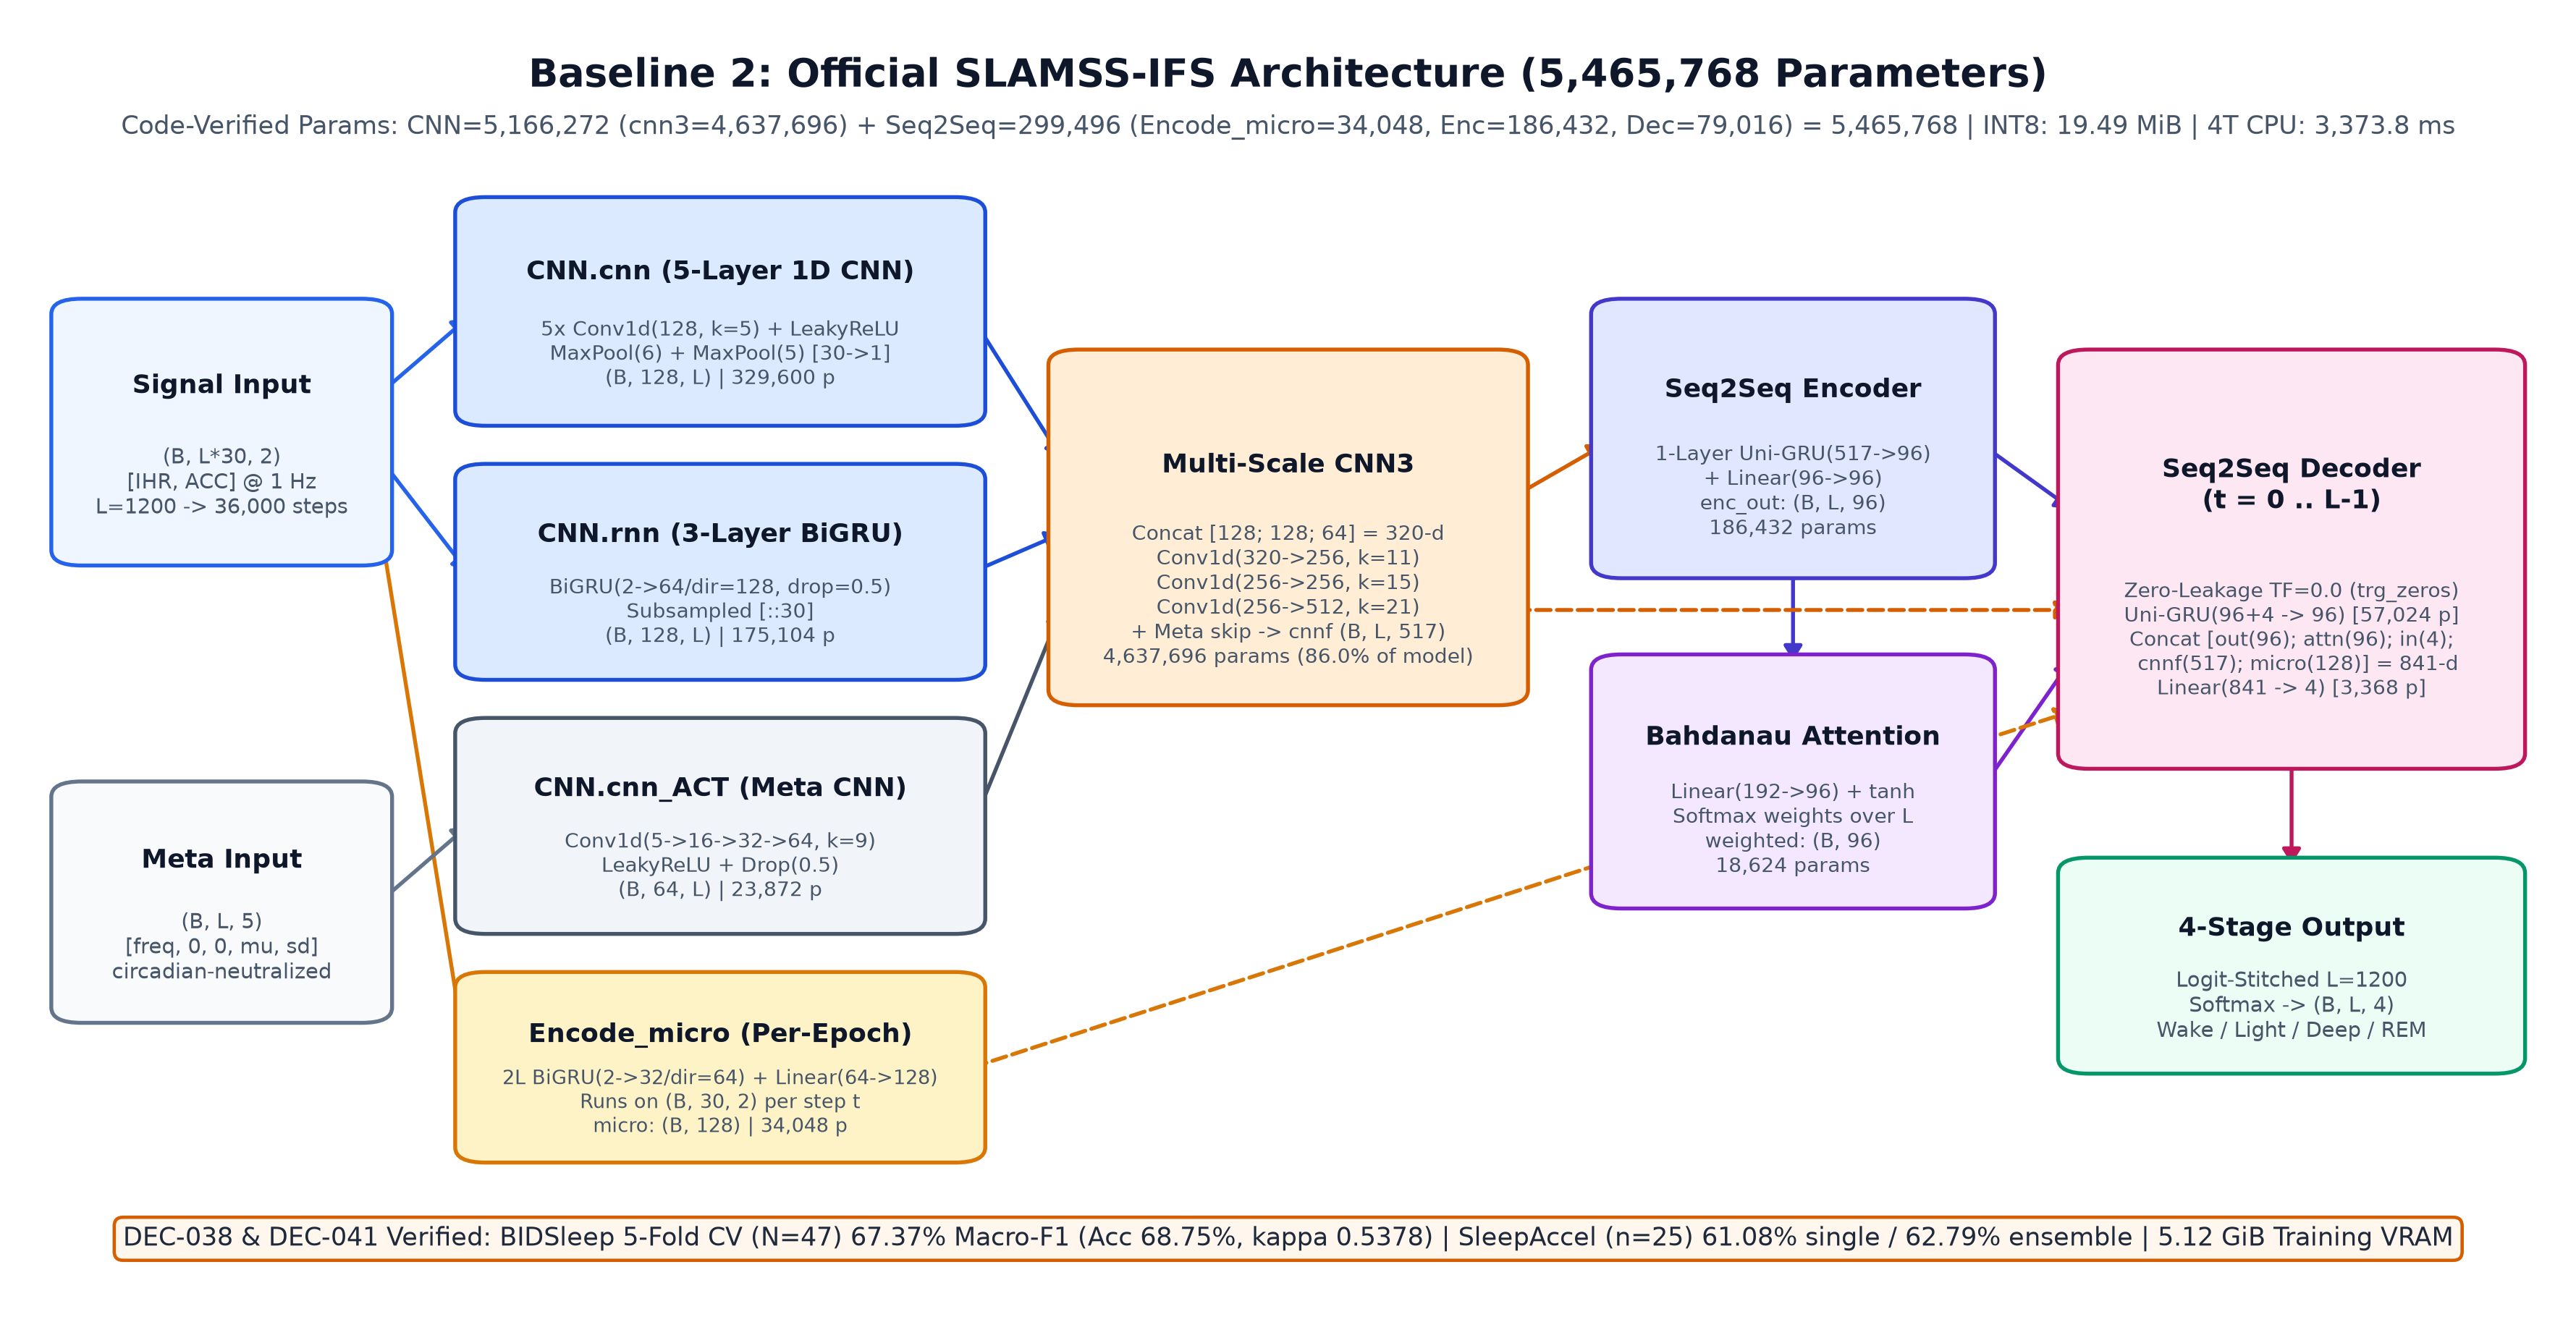 Baseline 2: Official SLAMSS-IFS Architecture (5,465,768 Parameters)
Code-Verified Params: CNN=5,166,272 (cnn3=4,637,696) + Seq2Seq=299,496 (Encode_micro=34,048, Enc=186,432, Dec=79,016) = 5,465,768 | INT8: 19.49 MiB | 4T CPU: 3,373.8 ms
Signal Input
(B, L*30, 2)
[IHR, ACC] @ 1 Hz
L=1200 -> 36,000 steps
Meta Input
(B, L, 5)
[freq, 0, 0, mu, sd]
circadian-neutralized
CNN.cnn (5-Layer 1D CNN)
5x Conv1d(128, k=5) + LeakyReLU
MaxPool(6) + MaxPool(5) [30->1]
(B, 128, L) | 329,600 p
CNN.rnn (3-Layer BiGRU)
BiGRU(2->64/dir=128, drop=0.5)
Subsampled [::30]
(B, 128, L) | 175,104 p
CNN.cnn_ACT (Meta CNN)
Conv1d(5->16->32->64, k=9)
LeakyReLU + Drop(0.5)
(B, 64, L) | 23,872 p
Encode_micro (Per-Epoch)
2L BiGRU(2->32/dir=64) + Linear(64->128)
Runs on (B, 30, 2) per step t
micro: (B, 128) | 34,048 p
Multi-Scale CNN3
Concat [128; 128; 64] = 320-d
Conv1d(320->256, k=11)
Conv1d(256->256, k=15)
Conv1d(256->512, k=21)
+ Meta skip -> cnnf (B, L, 517)
4,637,696 params (86.0% of model)
Seq2Seq Encoder
1-Layer Uni-GRU(517->96)
+ Linear(96->96)
enc_out: (B, L, 96)
186,432 params
Bahdanau Attention
Linear(192->96) + tanh
Softmax weights over L
weighted: (B, 96)
18,624 params
Seq2Seq Decoder
(t = 0 .. L-1)
Zero-Leakage TF=0.0 (trg_zeros)
Uni-GRU(96+4 -> 96) [57,024 p]
Concat [out(96); attn(96); in(4);
cnnf(517); micro(128)] = 841-d
Linear(841 -> 4) [3,368 p]
4-Stage Output
Logit-Stitched L=1200
Softmax -> (B, L, 4)
Wake / Light / Deep / REM
DEC-038 & DEC-041 Verified: BIDSleep 5-Fold CV (N=47) 67.37% Macro-F1 (Acc 68.75%, kappa 0.5378) | SleepAccel (n=25) 61.08% single / 62.79% ensemble | 5.12 GiB Training VRAM